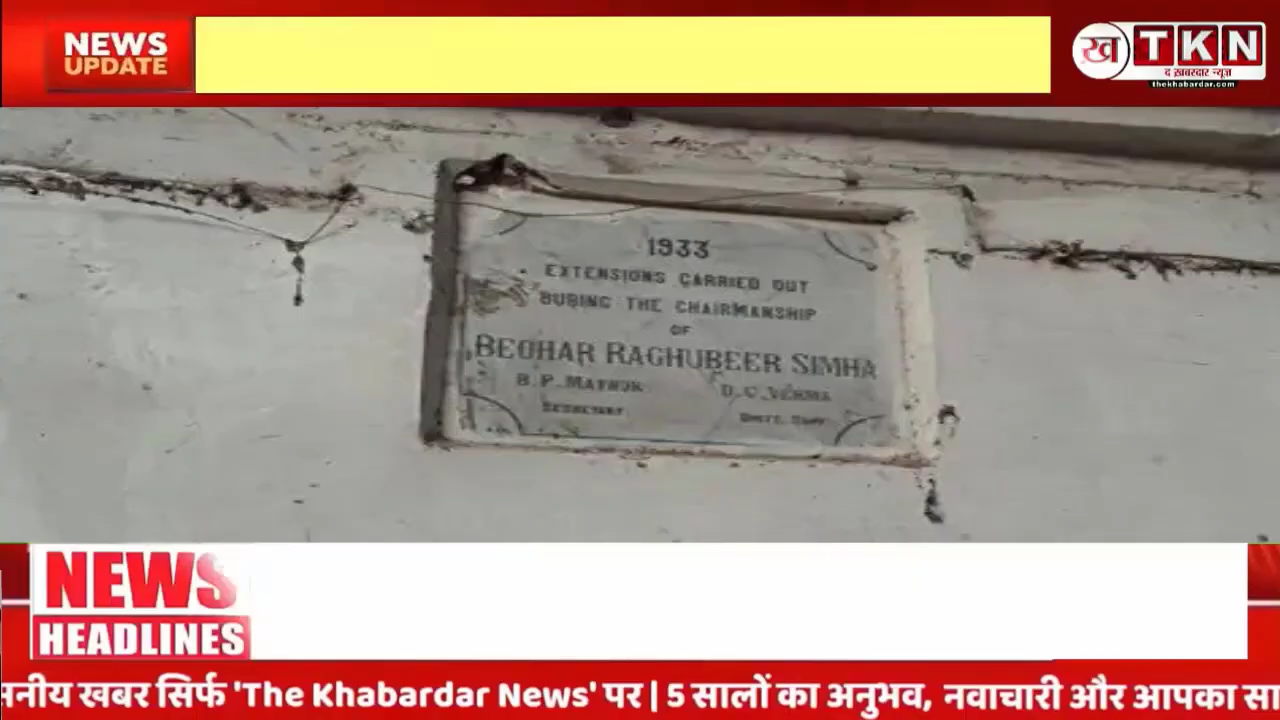 NEWS
UPDATE
ख TKN
द ख़बरदार न्यूज़
thekhabardar.com
1933
EXTENSIONS CARRIED OUT
DURING THE CHAIRMANSHIP
OF
BEOHAR RAGHUBEER SIMHA
B.P. MATHUR D.C. VERMA
SECRETARY
NEWS
HEADLINES
खबर सिर्फ 'The Khabardar News' पर | 5 सालों का अनुभव, नवाचारी और आपका